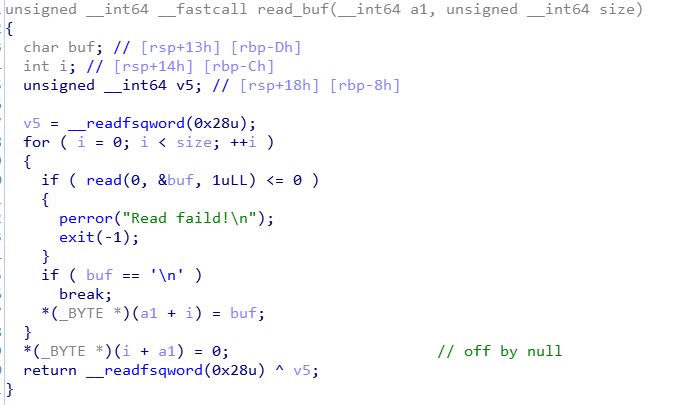 unsigned __int64 __fastcall read_buf(__int64 a1, unsigned __int64 size)
{
char buf; // [rsp+13h] [rbp-Dh]
int i; // [rsp+14h] [rbp-Ch]
unsigned __int64 v5; // [rsp+18h] [rbp-8h]
v5 = __readfsqword(0x28u);
for ( i = 0; i < size; ++i )
{
if ( read(0, &buf, 1uLL) <= 0 )
{
perror("Read faild!\n");
exit(-1);
}
if ( buf == '\n' )
break;
*(_BYTE *)(a1 + i) = buf;
}
*(_BYTE *)(i + a1) = 0; // off by null
return __readfsqword(0x28u) ^ v5;
}